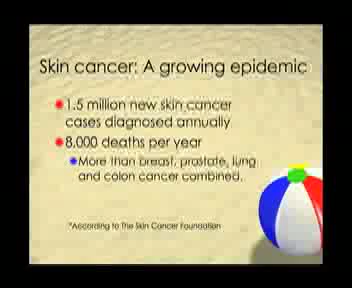 Skin cancer: A growing epidemic
1.5 million new skin cancer
cases diagnosed annually
8,000 deaths per year
More than breast, prostate, lung
and colon cancer combined.
*According to The Skin Cancer Foundation